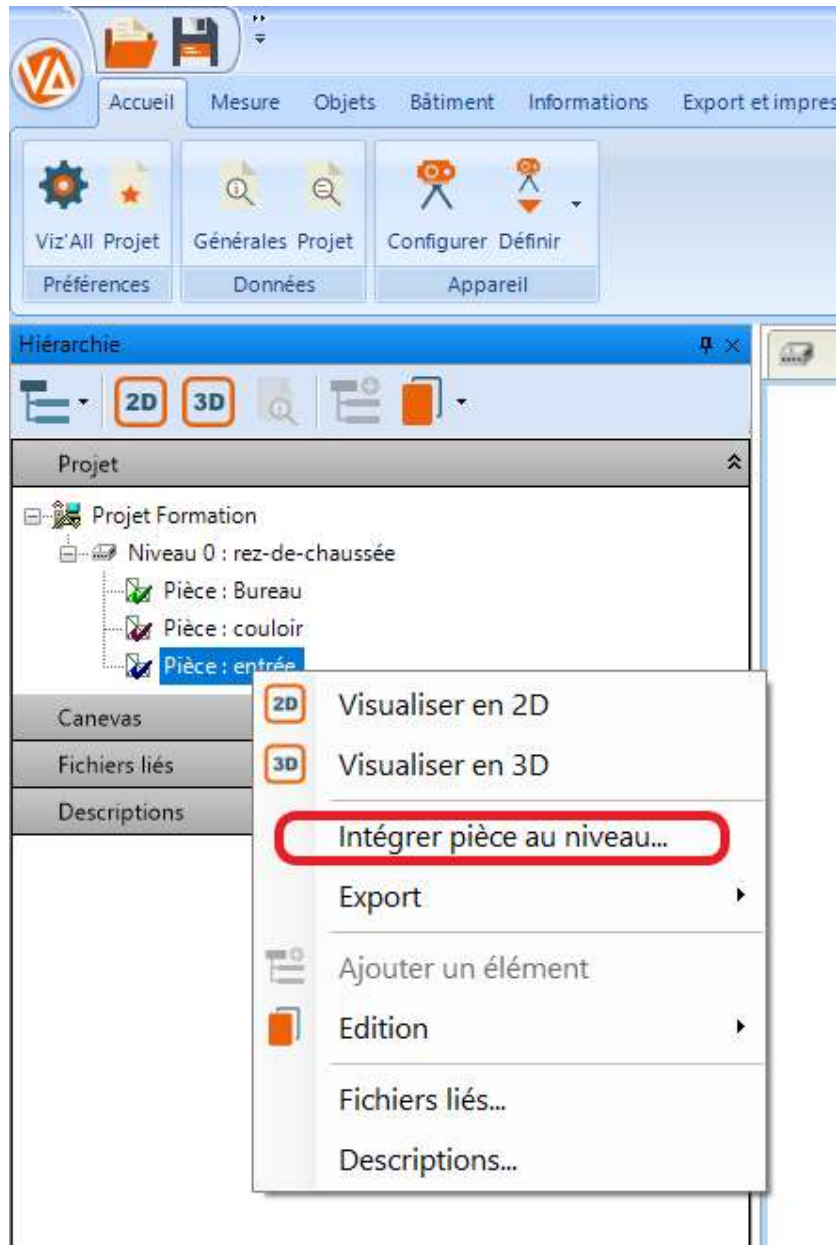 VA
Accueil Mesure Objets Bâtiment Informations Export et impres
Viz'All Projet Générales Projet Configurer Définir
Préférences Données Appareil
Hiérarchie
2D 3D
Projet
Projet Formation
Niveau 0 : rez-de-chaussée
Pièce : Bureau
Pièce : couloir
Pièce : entrée
Canevas
Fichiers liés
Descriptions
2D Visualiser en 2D
3D Visualiser en 3D
Intégrer pièce au niveau...
Export
Ajouter un élément
Edition
Fichiers liés...
Descriptions...